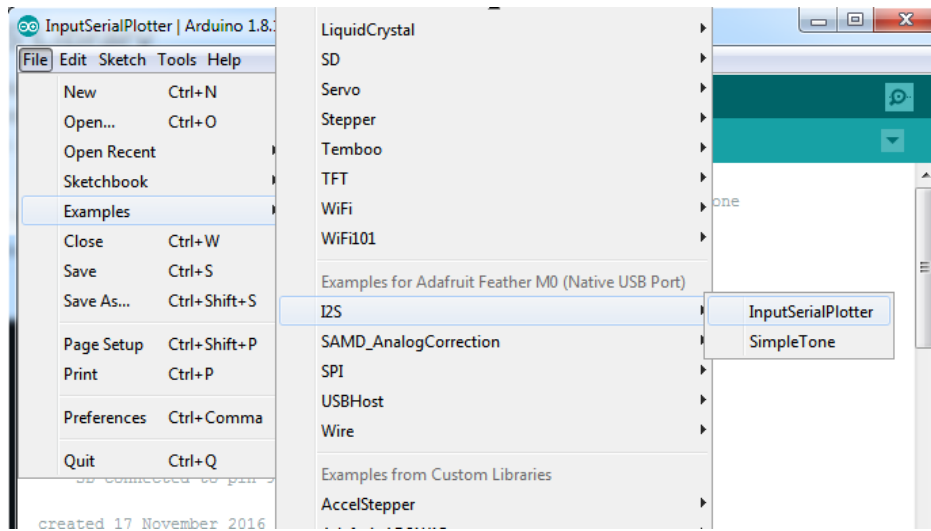 InputSerialPlotter | Arduino 1.8.
File Edit Sketch Tools Help
New Ctrl+N
Open... Ctrl+O
Open Recent
Sketchbook
Examples
Close Ctrl+W
Save Ctrl+S
Save As... Ctrl+Shift+S
Page Setup Ctrl+Shift+P
Print Ctrl+P
Preferences Ctrl+Comma
Quit Ctrl+Q
LiquidCrystal
SD
Servo
Stepper
Temboo
TFT
WiFi
WiFi101
Examples for Adafruit Feather M0 (Native USB Port)
I2S
SAMD_AnalogCorrection
SPI
USBHost
Wire
Examples from Custom Libraries
AccelStepper
InputSerialPlotter
SimpleTone
one
created 17 November 2016